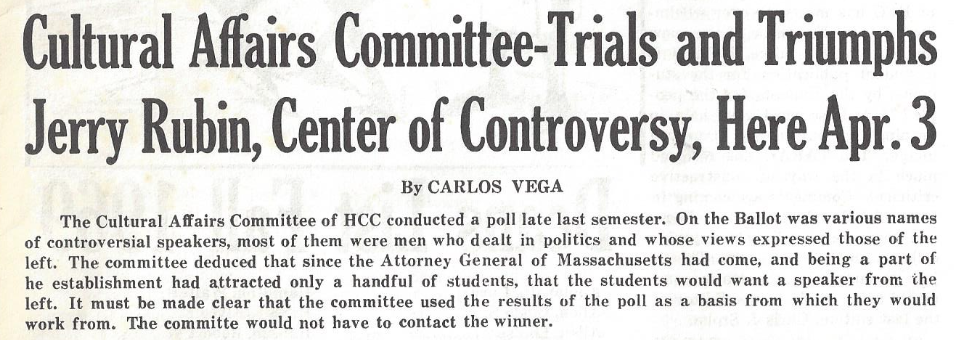 Cultural Affairs Committee-Trials and Triumphs
Jerry Rubin, Center of Controversy, Here Apr. 3
By CARLOS VEGA
The Cultural Affairs Committee of HCC conducted a poll late last semester. On the Ballot was various names
of controversial speakers, most of them were men who dealt in politics and whose views expressed those of the
left. The committee deduced that since the Attorney General of Massachusetts had come, and being a part of
he establishment had attracted only a handful of students, that the students would want a speaker from the
left. It must be made clear that the committee used the results of the poll as a basis from which they would
work from. The committe would not have to contact the winner.